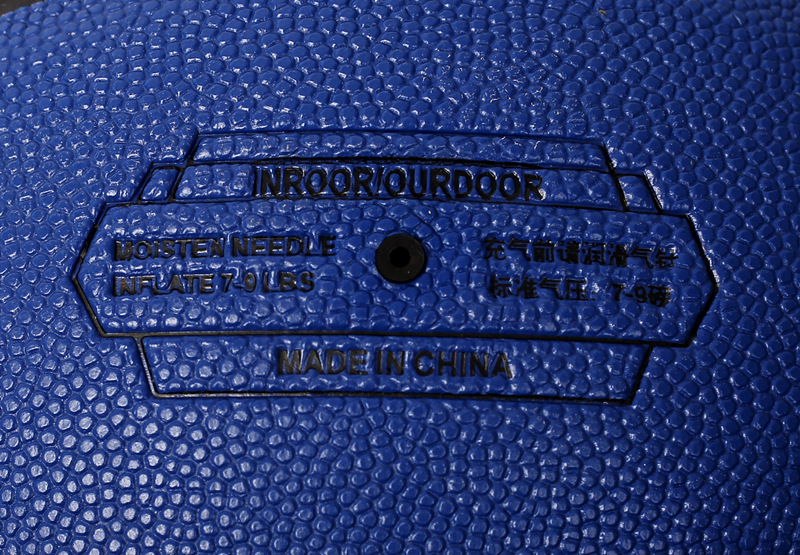 INROOR/OURDOOR
MOISTEN NEEDLE
INFLATE 7-9 LBS
充气前请润滑气针
标准气压：7-9磅
MADE IN CHINA